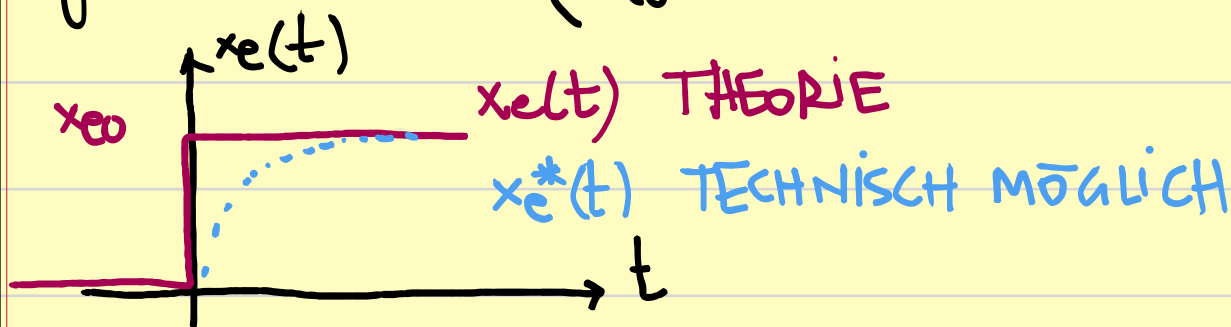 xe(t)
xe0
xe(t) THEORIE
xe*(t) TECHNISCH MÖGLICH
t